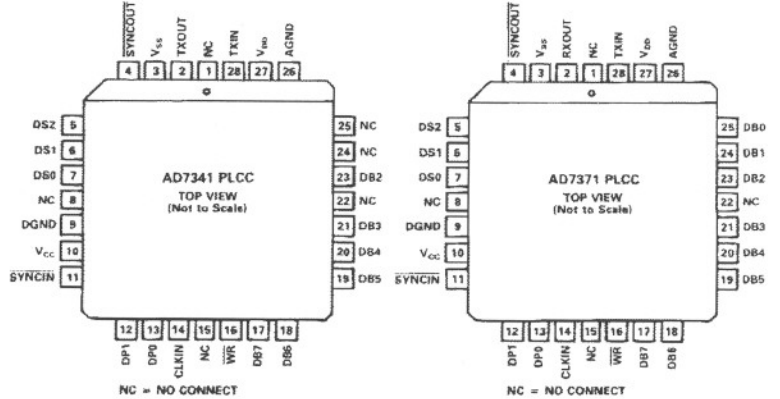 SYNCOUT VSS TXOUT NC TXIN VDD AGND
4 3 2 1 28 27 26
DS2 5
DS1 6
DS0 7
NC 8
DGND 9
VCC 10
SYNCIN 11
AD7341 PLCC
TOP VIEW
(Not to Scale)
25 NC
24 NC
23 DB2
22 NC
21 DB3
20 DB4
19 DB5
12 13 14 15 16 17 18
DP1 DP0 CLKIN NC WR DB7 DB6
NC = NO CONNECT
SYNCOUT VSS RXOUT NC TXIN VDD AGND
4 3 2 1 28 27 26
DS2 5
DS1 6
DS0 7
NC 8
DGND 9
VCC 10
SYNCIN 11
AD7371 PLCC
TOP VIEW
(Not to Scale)
25 DB0
24 DB1
23 DB2
22 NC
21 DB3
20 DB4
19 DB5
12 13 14 15 16 17 18
DP1 DP0 CLKIN NC WR DB7 DB6
NC = NO CONNECT